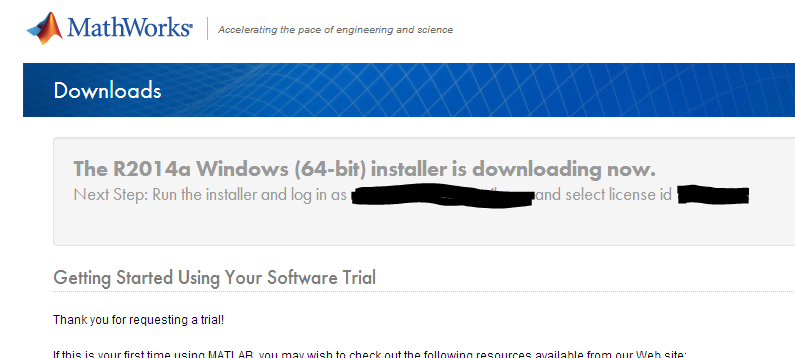 MathWorks®
Accelerating the pace of engineering and science
Downloads
The R2014a Windows (64-bit) installer is downloading now.
Next Step: Run the installer and log in as and select license id
Getting Started Using Your Software Trial
Thank you for requesting a trial!
If this is your first time using MATLAB, you may wish to check out the following resources available from our Web site: